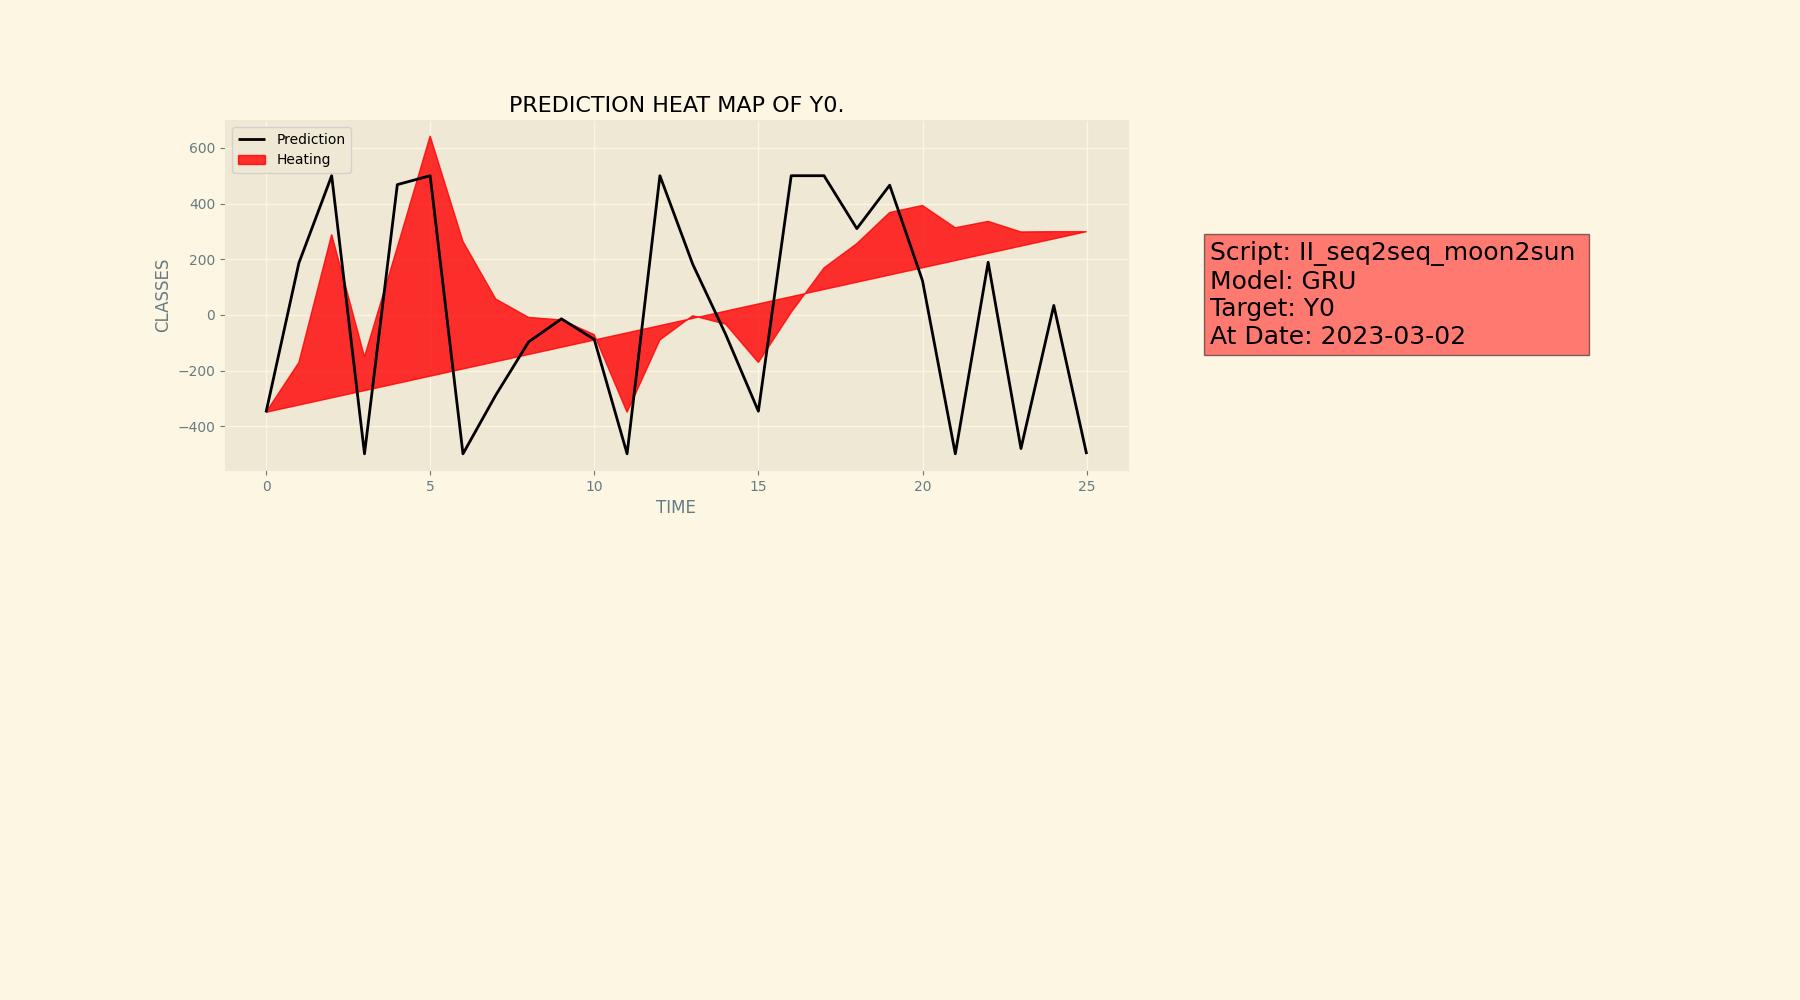 PREDICTION HEAT MAP OF Y0.
Prediction
Heating
600
400
200
0
−200
−400
CLASSES
0 5 10 15 20 25
TIME
Script: II_seq2seq_moon2sun
Model: GRU
Target: Y0
At Date: 2023-03-02